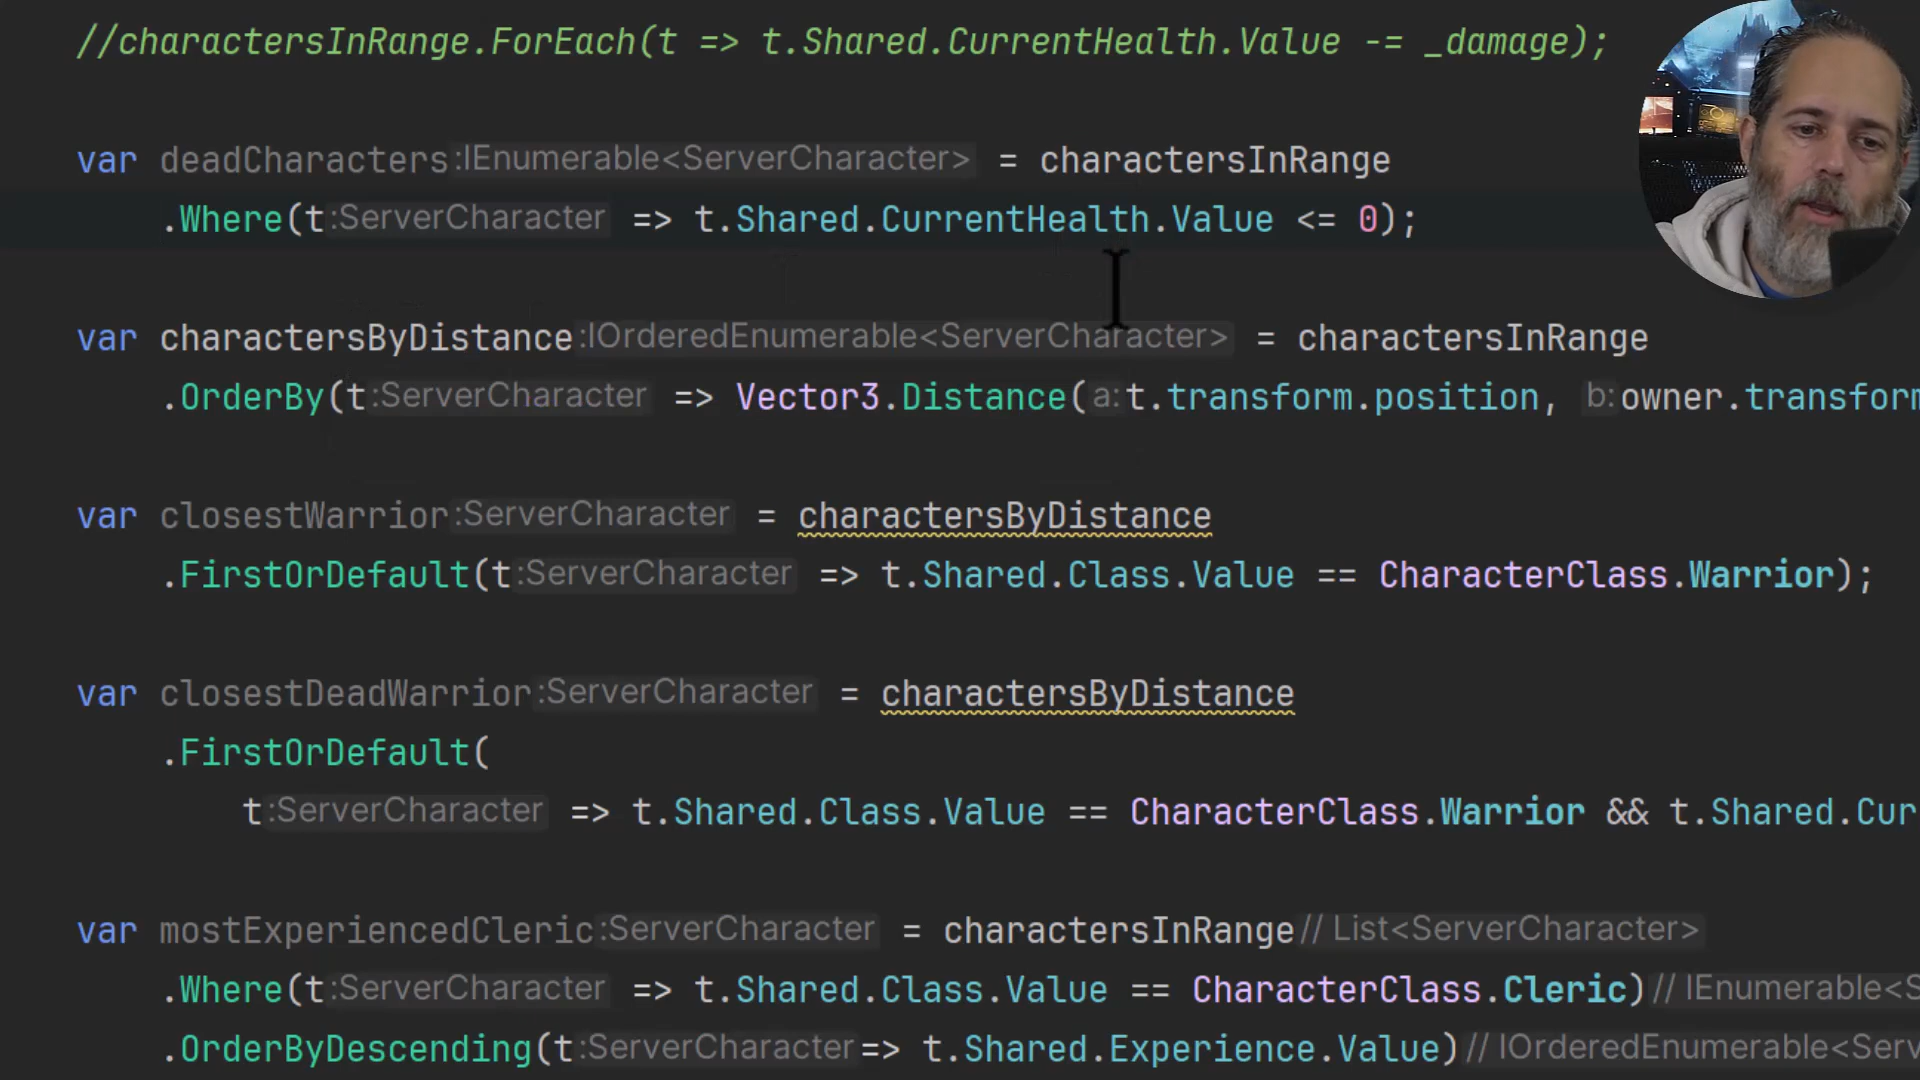 //charactersInRange.ForEach(t => t.Shared.CurrentHealth.Value -= _damage);
var deadCharacters:IEnumerable<ServerCharacter> = charactersInRange
.Where(t:ServerCharacter => t.Shared.CurrentHealth.Value <= 0);
var charactersByDistance:IOrderedEnumerable<ServerCharacter> = charactersInRange
.OrderBy(t:ServerCharacter => Vector3.Distance(a:t.transform.position, b:owner.transform
var closestWarrior:ServerCharacter = charactersByDistance
.FirstOrDefault(t:ServerCharacter => t.Shared.Class.Value == CharacterClass.Warrior);
var closestDeadWarrior:ServerCharacter = charactersByDistance
.FirstOrDefault(
t:ServerCharacter => t.Shared.Class.Value == CharacterClass.Warrior && t.Shared.Cur
var mostExperiencedCleric:ServerCharacter = charactersInRange// List<ServerCharacter>
.Where(t:ServerCharacter => t.Shared.Class.Value == CharacterClass.Cleric)// IEnumerable<S
.OrderByDescending(t:ServerCharacter=> t.Shared.Experience.Value)// IOrderedEnumerable<Serv